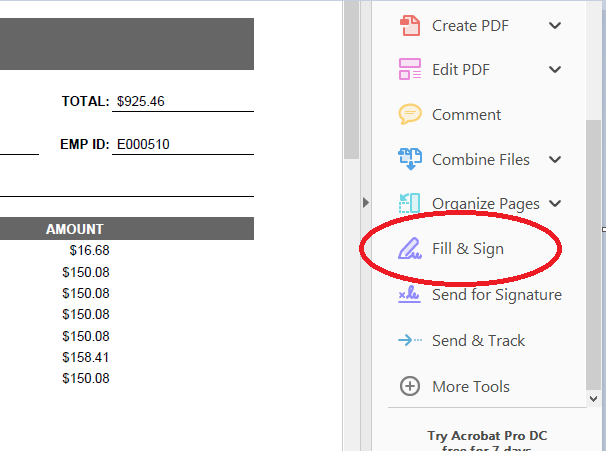 TOTAL: $925.46
EMP ID: E000510
AMOUNT
$16.68
$150.08
$150.08
$150.08
$150.08
$158.41
$150.08
Create PDF
Edit PDF
Comment
Combine Files
Organize Pages
Fill & Sign
Send for Signature
Send & Track
More Tools
Try Acrobat Pro DC
free for 7 days